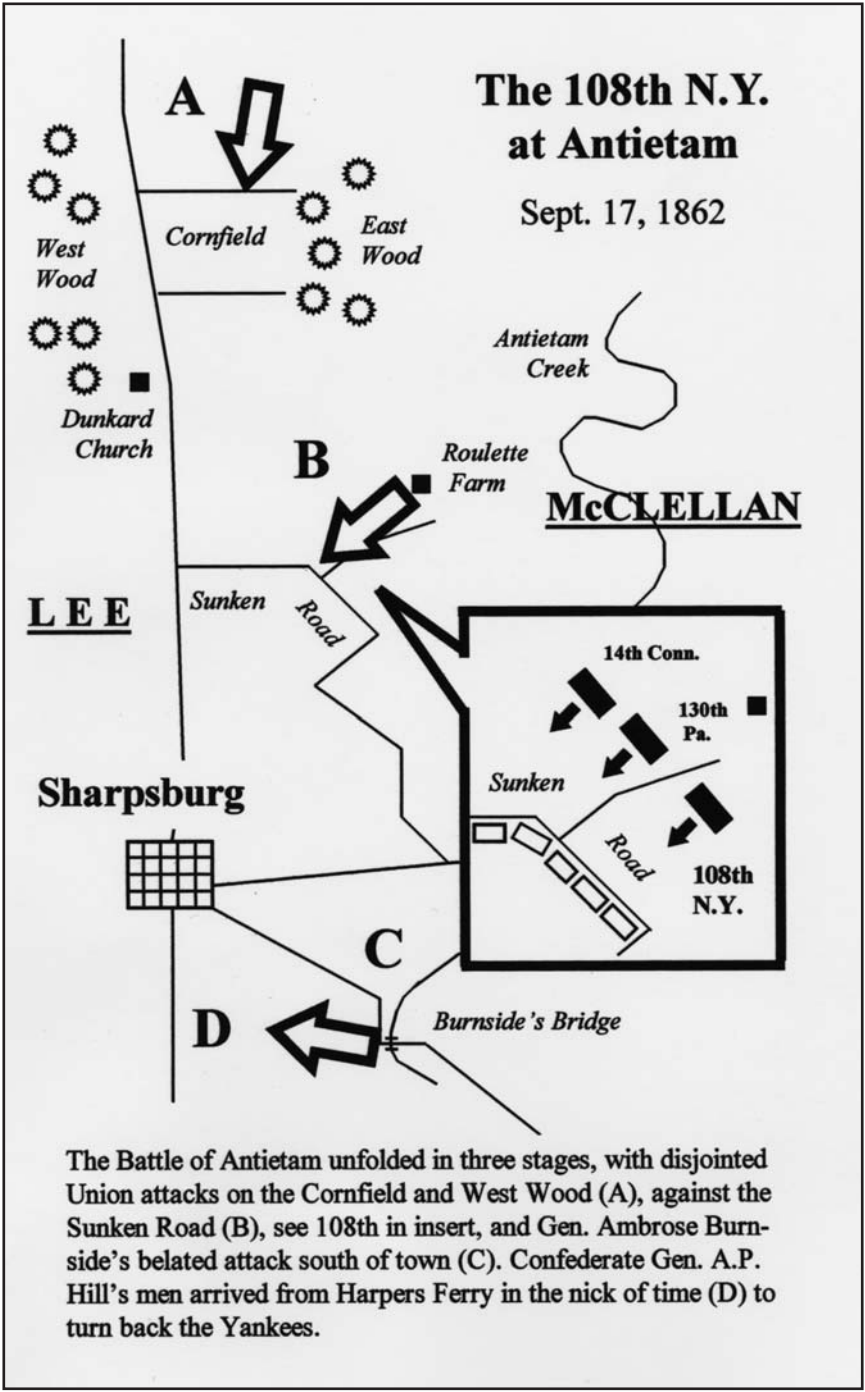 The 108th N.Y.
at Antietam
Sept. 17, 1862
A
West
Wood
Cornfield
East
Wood
Dunkard
Church
Antietam
Creek
B
Roulette
Farm
McCLELLAN
L E E
Sunken
Road
14th Conn.
130th
Pa.
Sunken
Road
108th
N.Y.
Sharpsburg
C
D
Burnside's Bridge
The Battle of Antietam unfolded in three stages, with disjointed
Union attacks on the Cornfield and West Wood (A), against the
Sunken Road (B), see 108th in insert, and Gen. Ambrose Burn-
side's belated attack south of town (C). Confederate Gen. A.P.
Hill's men arrived from Harpers Ferry in the nick of time (D) to
turn back the Yankees.